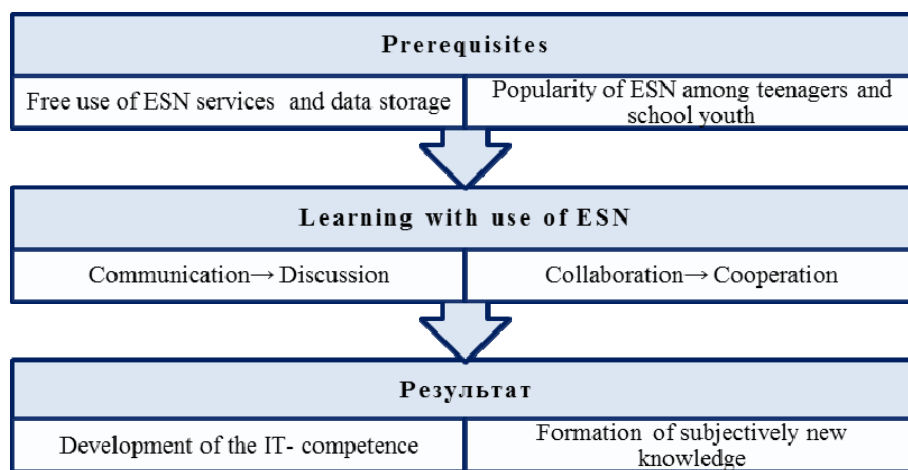 Prerequisites
Free use of ESN services and data storage
Popularity of ESN among teenagers and
school youth
Learning with use of ESN
Communication→ Discussion
Collaboration→ Cooperation
Результат
Development of the IT- competence
Formation of subjectively new
knowledge